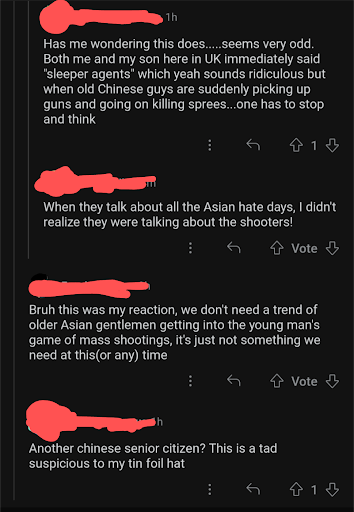 1h
Has me wondering this does.....seems very odd.
Both me and my son here in UK immediately said
"sleeper agents" which yeah sounds ridiculous but
when old Chinese guys are suddenly picking up
guns and going on killing sprees...one has to stop
and think
1
When they talk about all the Asian hate days, I didn't
realize they were talking about the shooters!
Vote
Bruh this was my reaction, we don't need a trend of
older Asian gentlemen getting into the young man's
game of mass shootings, it's just not something we
need at this(or any) time
Vote
h
Another chinese senior citizen? This is a tad
suspicious to my tin foil hat
1